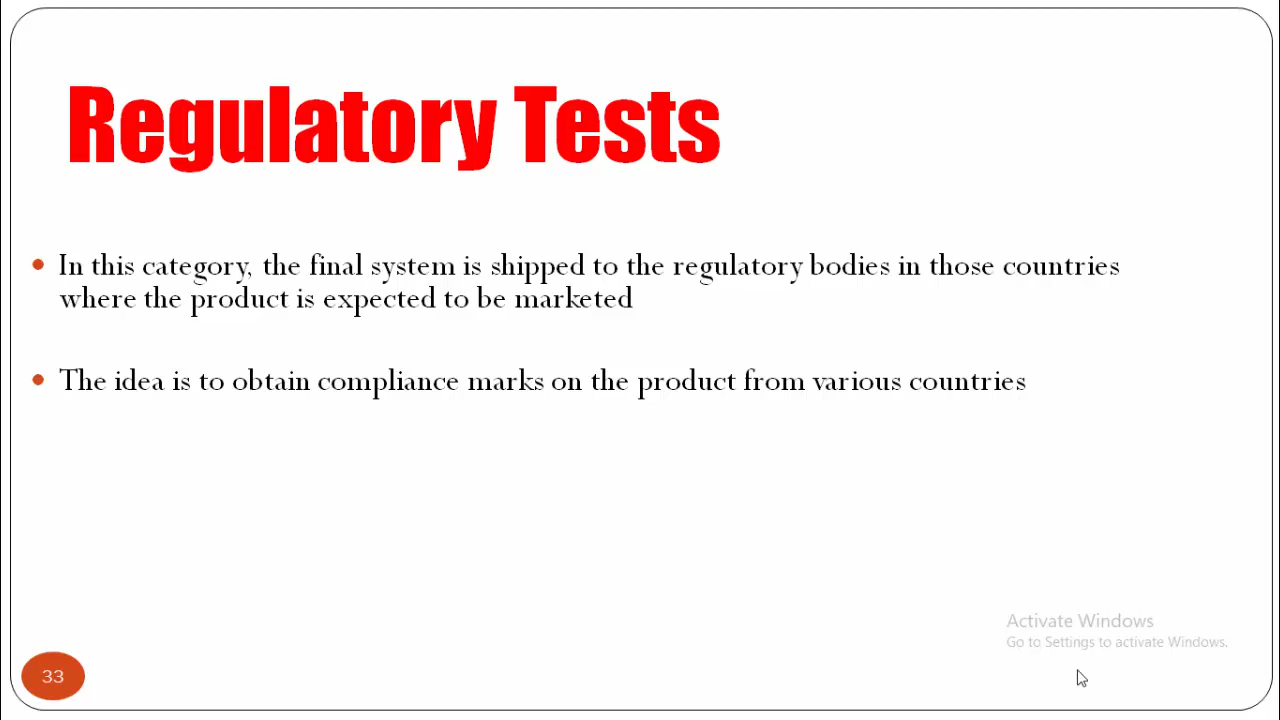 Regulatory Tests
• In this category, the final system is shipped to the regulatory bodies in those countries
where the product is expected to be marketed
• The idea is to obtain compliance marks on the product from various countries
Activate Windows
Go to Settings to activate Windows.
33